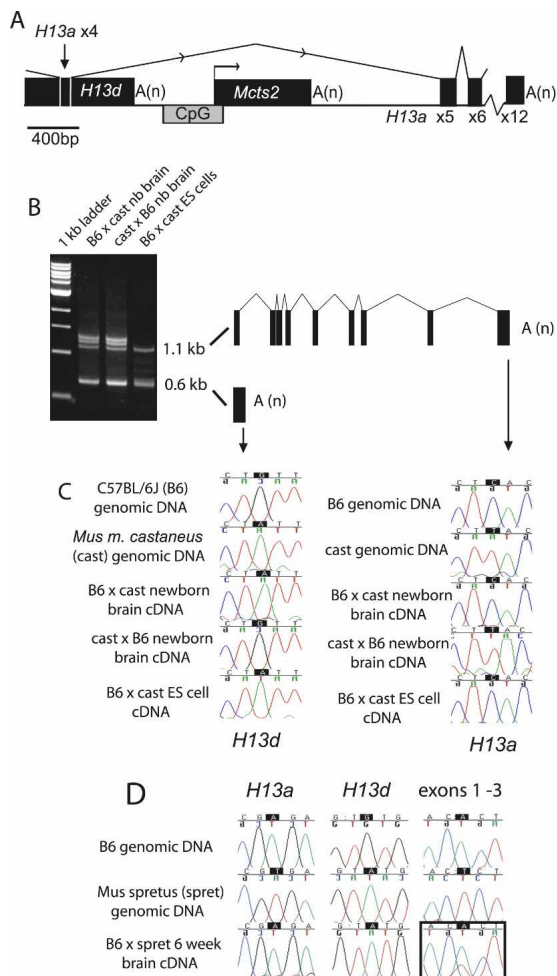 A
H13a x4
H13d
A(n)
Mcts2
A(n)
CpG
H13a x5 x6 x12
A(n)
400bp
B
1 kb ladder
B6 x cast nb brain
cast x B6 nb brain
B6 x cast ES cells
1.1 kb
0.6 kb
A (n)
A (n)
C
C57BL/6J (B6)
genomic DNA
C T G T T
Mus m. castaneus
(cast) genomic DNA
C T A T T
B6 x cast newborn
brain cDNA
C T A T T
cast x B6 newborn
brain cDNA
C T G T T
B6 x cast ES cell
cDNA
C T A T T
H13d
B6 genomic DNA
C T C A C
cast genomic DNA
C T T A C
B6 x cast newborn
brain cDNA
C T C A C
cast x B6 newborn
brain cDNA
C T T A C
B6 x cast ES cell
cDNA
C T C A C
H13a
D
H13a H13d exons 1 -3
B6 genomic DNA
C G A G A
G T G T G
A C A C T
Mus spretus (spret)
genomic DNA
C G T G A
G T A T G
A C T C T
B6 x spret 6 week
brain cDNA
C G A G A
G T A T G